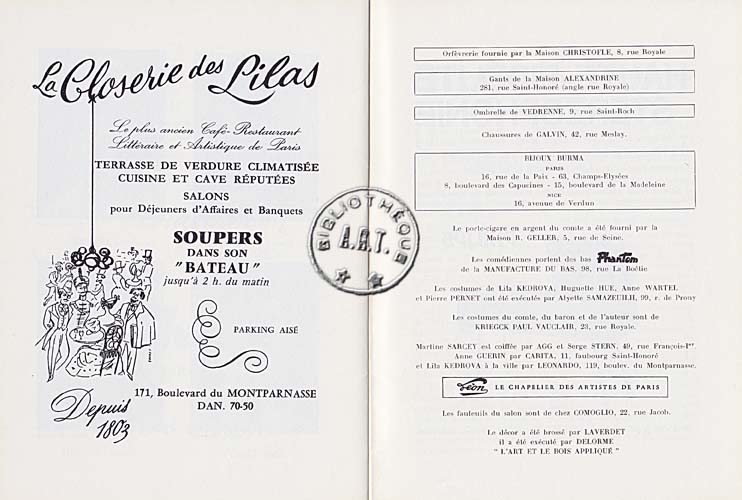 La Closerie des Lilas
Le plus ancien Café-Restaurant
Littéraire et Artistique de Paris
TERRASSE DE VERDURE CLIMATISÉE
CUISINE ET CAVE RÉPUTÉES
SALONS
pour Déjeuners d'Affaires et Banquets
SOUPERS
DANS SON
"BATEAU"
jusqu'à 2 h. du matin
PARKING AISÉ
171, Boulevard du MONTPARNASSE
DAN. 70-50
Depuis
1803
BIBLIOTHÈQUE
A.R.T.
Orfèvrerie fournie par la Maison CHRISTOFLE, 8, rue Royale
Gants de la Maison ALEXANDRINE
281, rue Saint-Honoré (angle rue Royale)
Ombrelle de VEDRENNE, 9, rue Saint-Roch
Chaussures de GALVIN, 42, rue Meslay.
BIJOUX BURMA
PARIS
16, rue de la Paix - 63, Champs-Elysées
8, boulevard des Capucines - 15, boulevard de la Madeleine
NICE
16, avenue de Verdun
Le porte-cigare en argent du comte a été fourni par la
Maison R. GELLER, 5, rue de Seine.
Les comédiennes portent des bas Phantom
de la MANUFACTURE DU BAS, 98, rue La Boëtie
Les costumes de Lila KEDROVA, Huguette HUE, Anne WARTEL
et Pierre PERNET ont été exécutés par Alyette SAMAZEUILH, 99, r. de Prony
Les costumes du comte, du baron et de l'auteur sont de
KRIEGCK PAUL VAUCLAIR, 23, rue Royale.
Martine SARCEY est coiffée par AGG et Serge STERN, 49, rue François-Ier.
Anne GUERIN par CARITA, 11, faubourg Saint-Honoré
et Lila KEDROVA à la ville par LEONARDO, 119, boulev. du Montparnasse.
Léon LE CHAPELIER DES ARTISTES DE PARIS
Les fauteuils du salon sont de chez COMOGLIO, 22, rue Jacob.
Le décor a été brossé par LAVERDET
il a été exécuté par DELORME
"L'ART ET LE BOIS APPLIQUÉ"